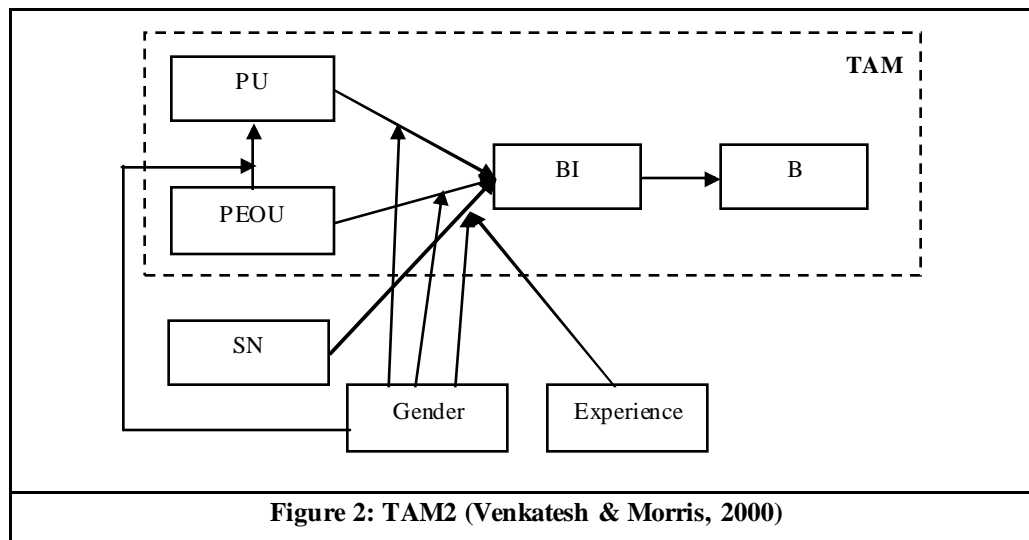 TAM
PU
BI
B
PEOU
SN
Gender
Experience
Figure 2: TAM2 (Venkatesh & Morris, 2000)